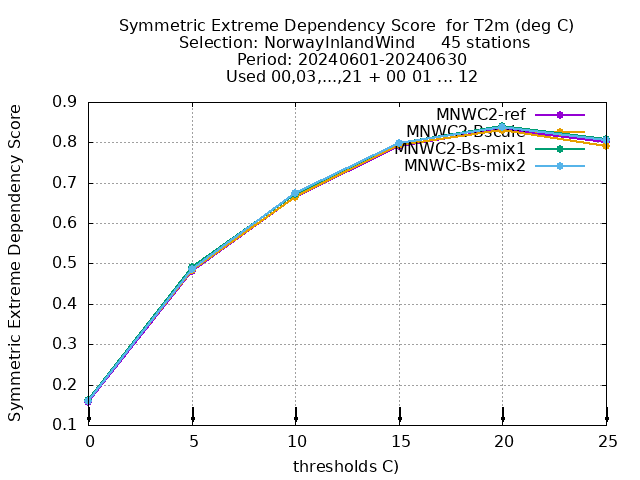 Symmetric Extreme Dependency Score  for T2m (deg C)
Selection: NorwayInlandWind     45 stations
Period: 20240601-20240630
Used 00,03,...,21 + 00 01 ... 12
Symmetric Extreme Dependency Score
0.9
0.8
0.7
0.6
0.5
0.4
0.3
0.2
0.1
MNWC2-ref
MNWC2-Bscale
MNWC2-Bs-mix1
MNWC-Bs-mix2
0 5 10 15 20 25
thresholds C)